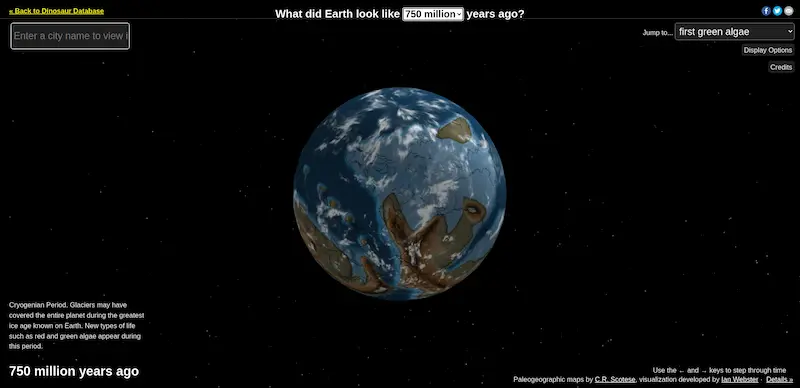 « Back to Dinosaur Database
What did Earth look like 750 million years ago?
Enter a city name to view i
Jump to... first green algae
Display Options
Credits
Cryogenian Period. Glaciers may have
covered the entire planet during the greatest
ice age known on Earth. New types of life
such as red and green algae appear during
this period.
750 million years ago
Use the ← and → keys to step through time
Paleogeographic maps by C.R. Scotese, visualization developed by Ian Webster · Details »